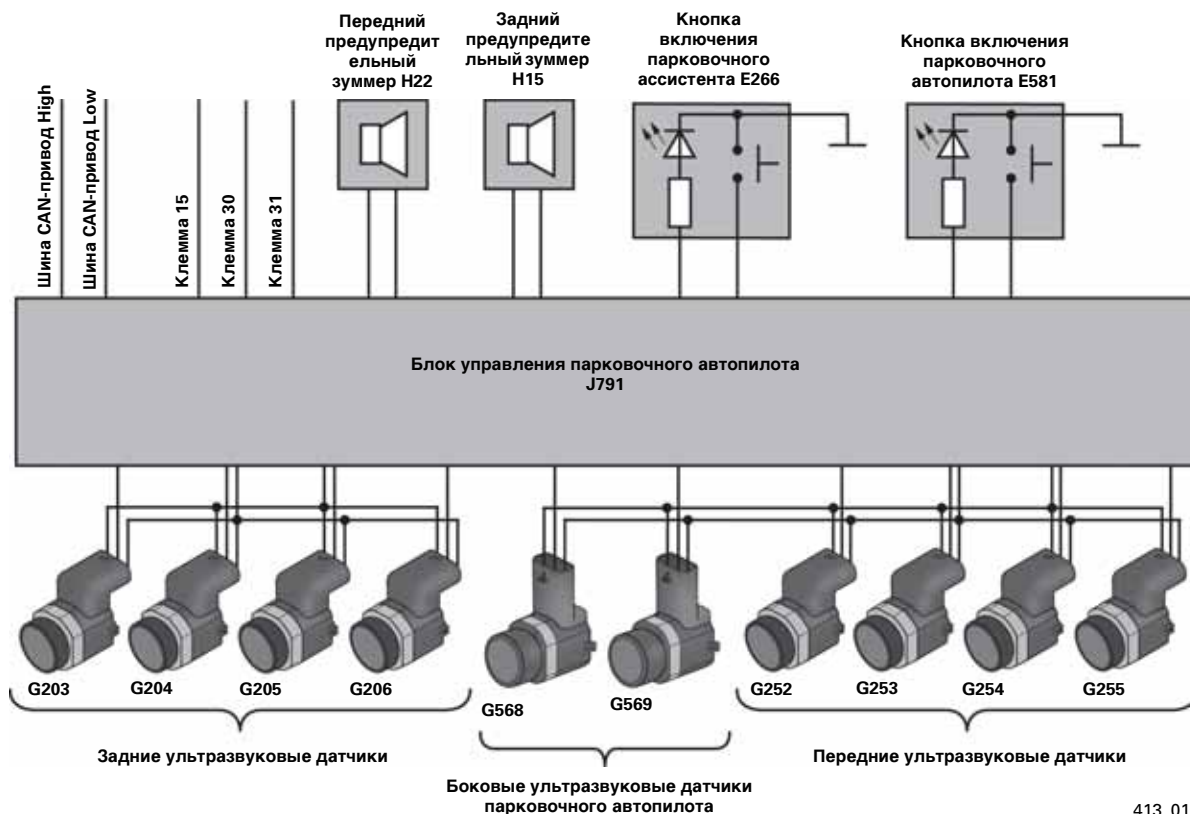 Передний
предупредит
ельный
зуммер H22
Задний
предупредите
льный зуммер
H15
Кнопка
включения
парковочного
ассистента E266
Кнопка включения
парковочного
автопилота E581
Шина CAN-привод High
Шина CAN-привод Low
Клемма 15
Клемма 30
Клемма 31
Блок управления парковочного автопилота
J791
G203
G204
G205
G206
G568
G569
G252
G253
G254
G255
Задние ультразвуковые датчики
Боковые ультразвуковые датчики
парковочного автопилота
Передние ультразвуковые датчики
413_01